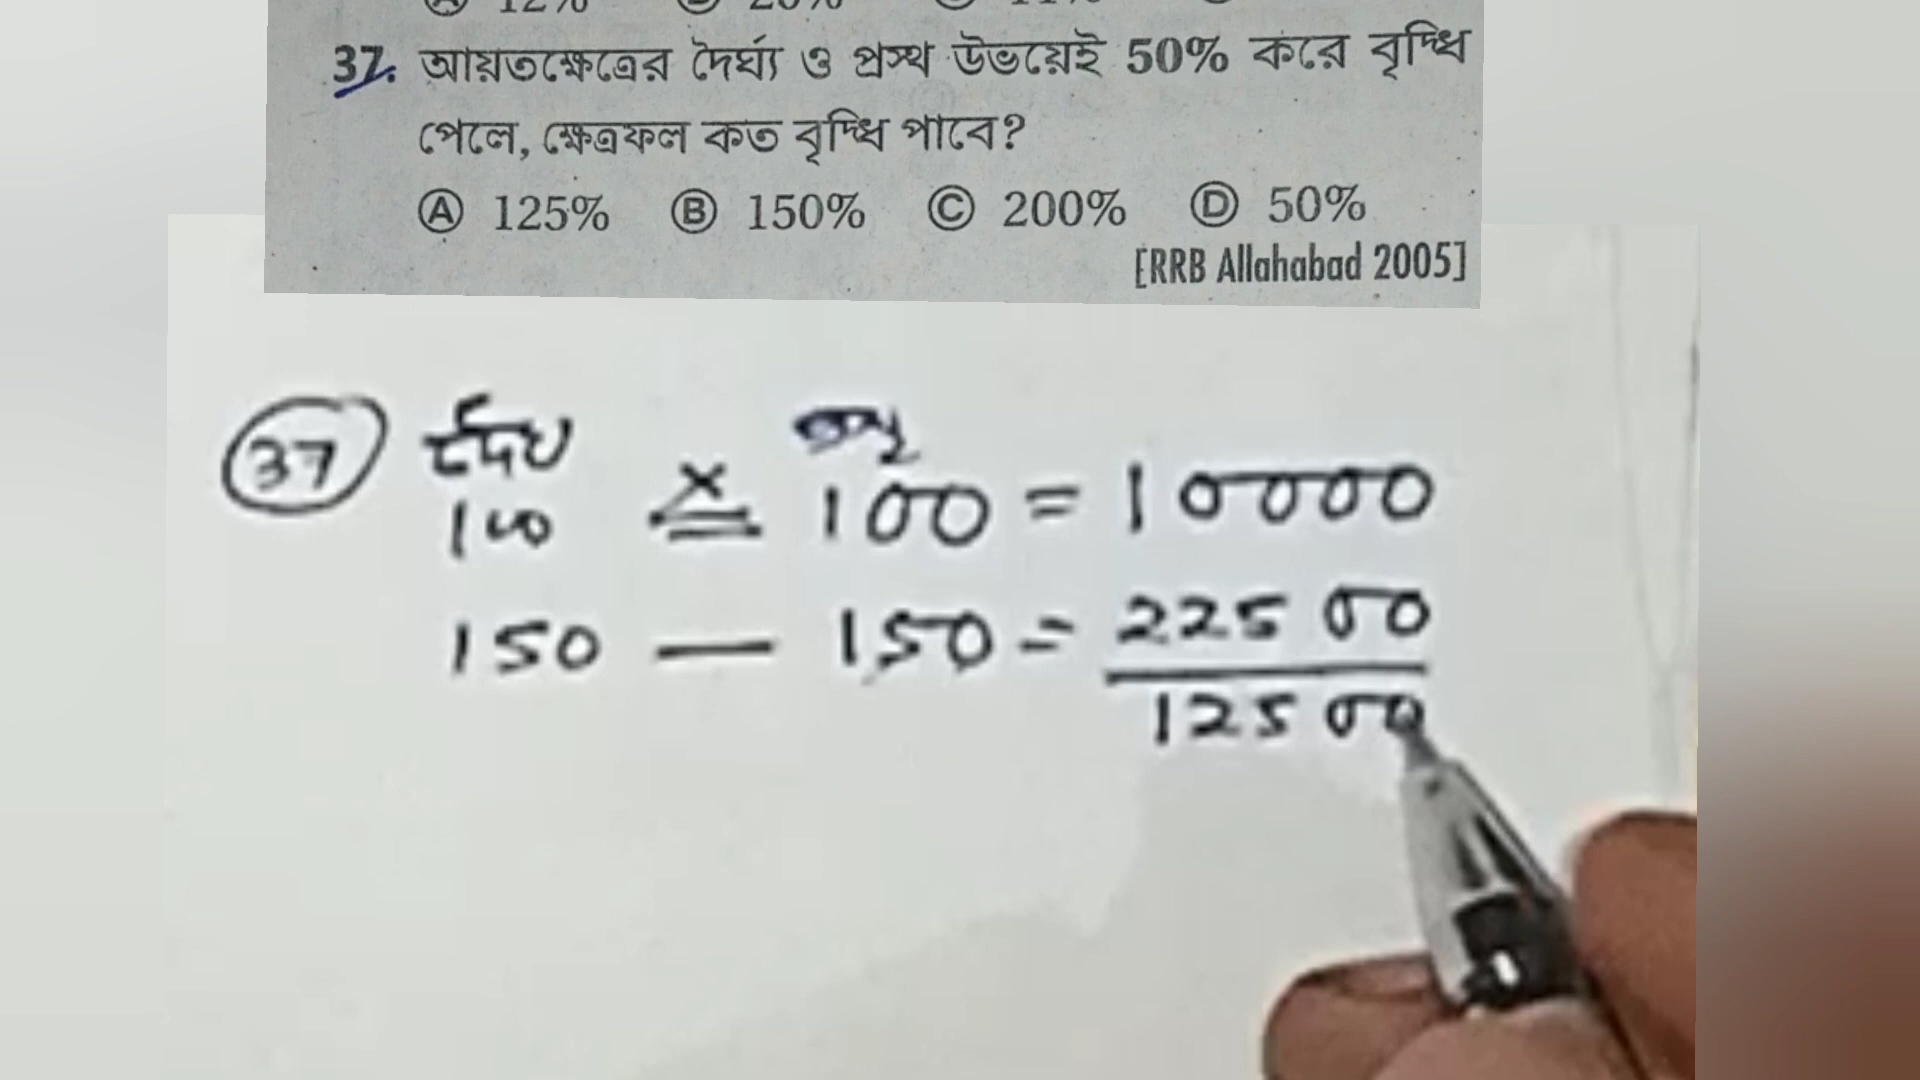 37. আয়তক্ষেত্রের দৈর্ঘ্য ও প্রস্থ উভয়েই 50% করে বৃদ্ধি
পেলে, ক্ষেত্রফল কত বৃদ্ধি পাবে?
Ⓐ 125% Ⓑ 150% Ⓒ 200% Ⓓ 50%
[RRB Allahabad 2005]
37
100 × 100 = 10000
150 — 150 = 22500
12500